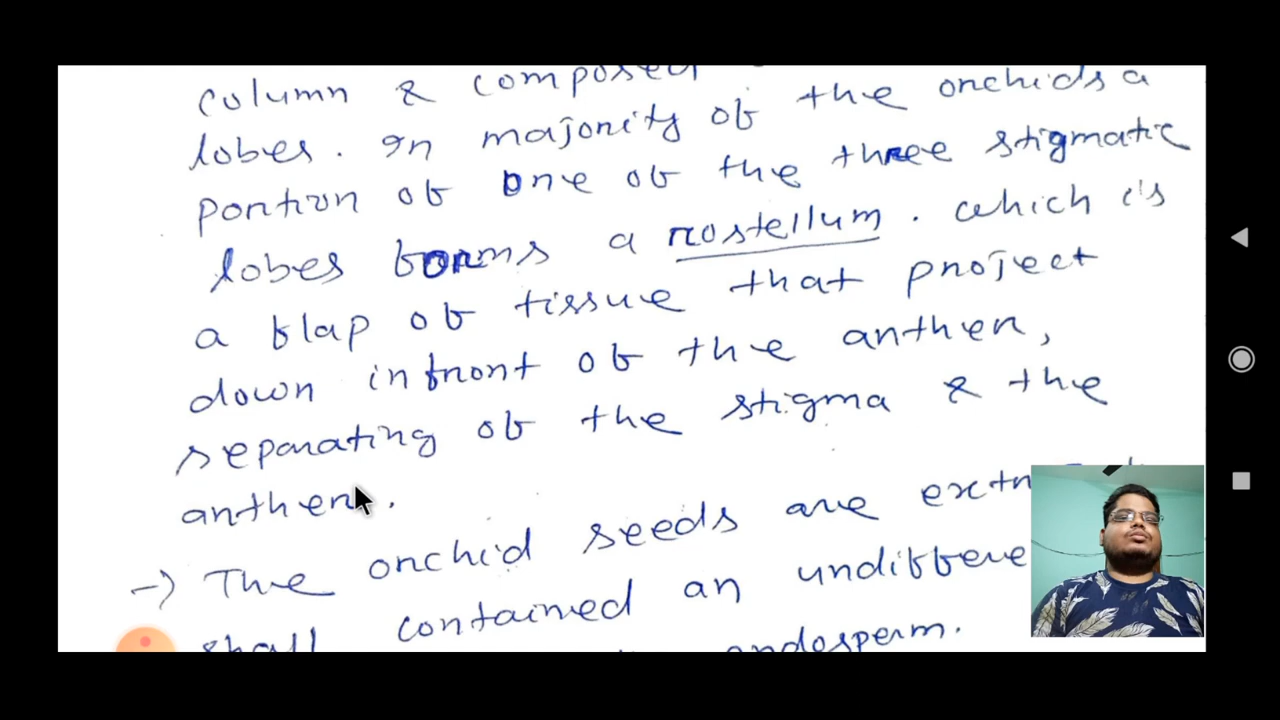 column & composed
lobes. In majority of the orchids a
portion of one of the three stigmatic
lobes forms a rostellum. which is
a flap of tissue that project
down infront of the anther,
separating of the stigma & the
anther.
-> The orchid seeds are
shall contained an
endosperm.